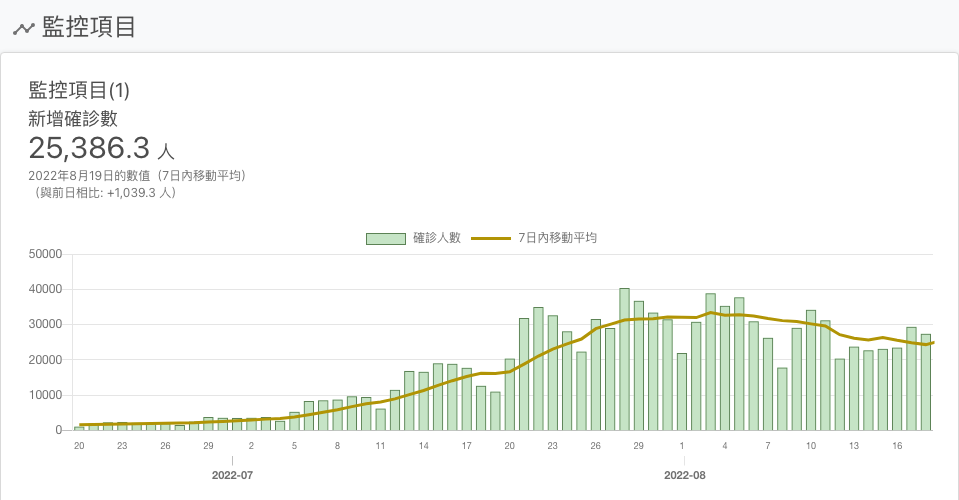 監控項目
監控項目(1)
新增確診數
25,386.3 人
2022年8月19日的數值（7日內移動平均）
（與前日相比: +1,039.3 人）
確診人數 7日內移動平均
50000
40000
30000
20000
10000
0
20 23 26 29 2 5 8 11 14 17 20 23 26 29 1 4 7 10 13 16
2022-07 2022-08